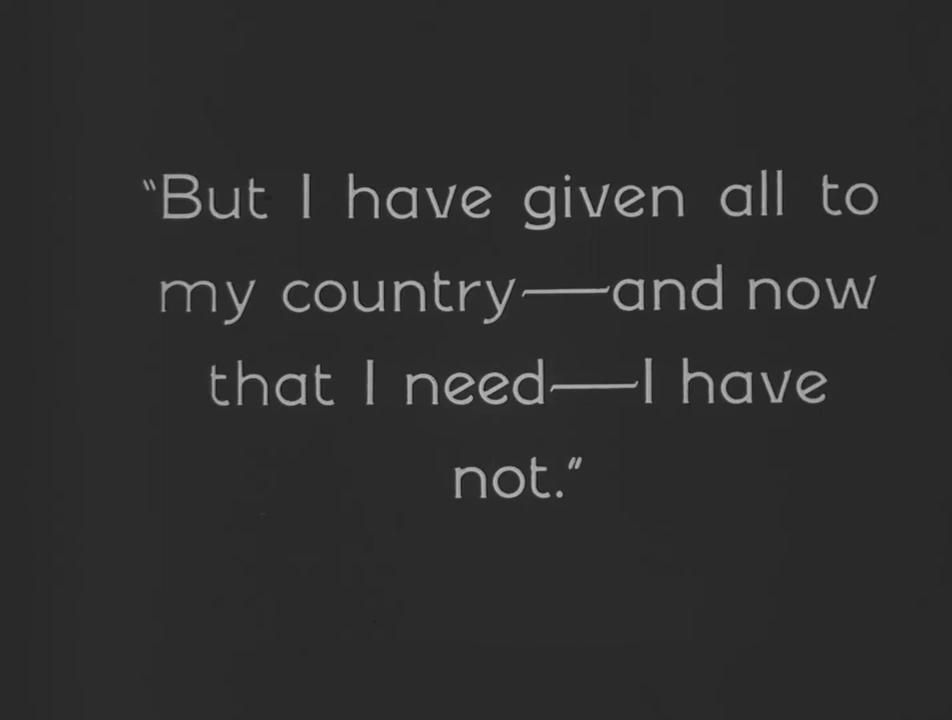 "But I have given all to
my country—and now
that I need—I have
not."